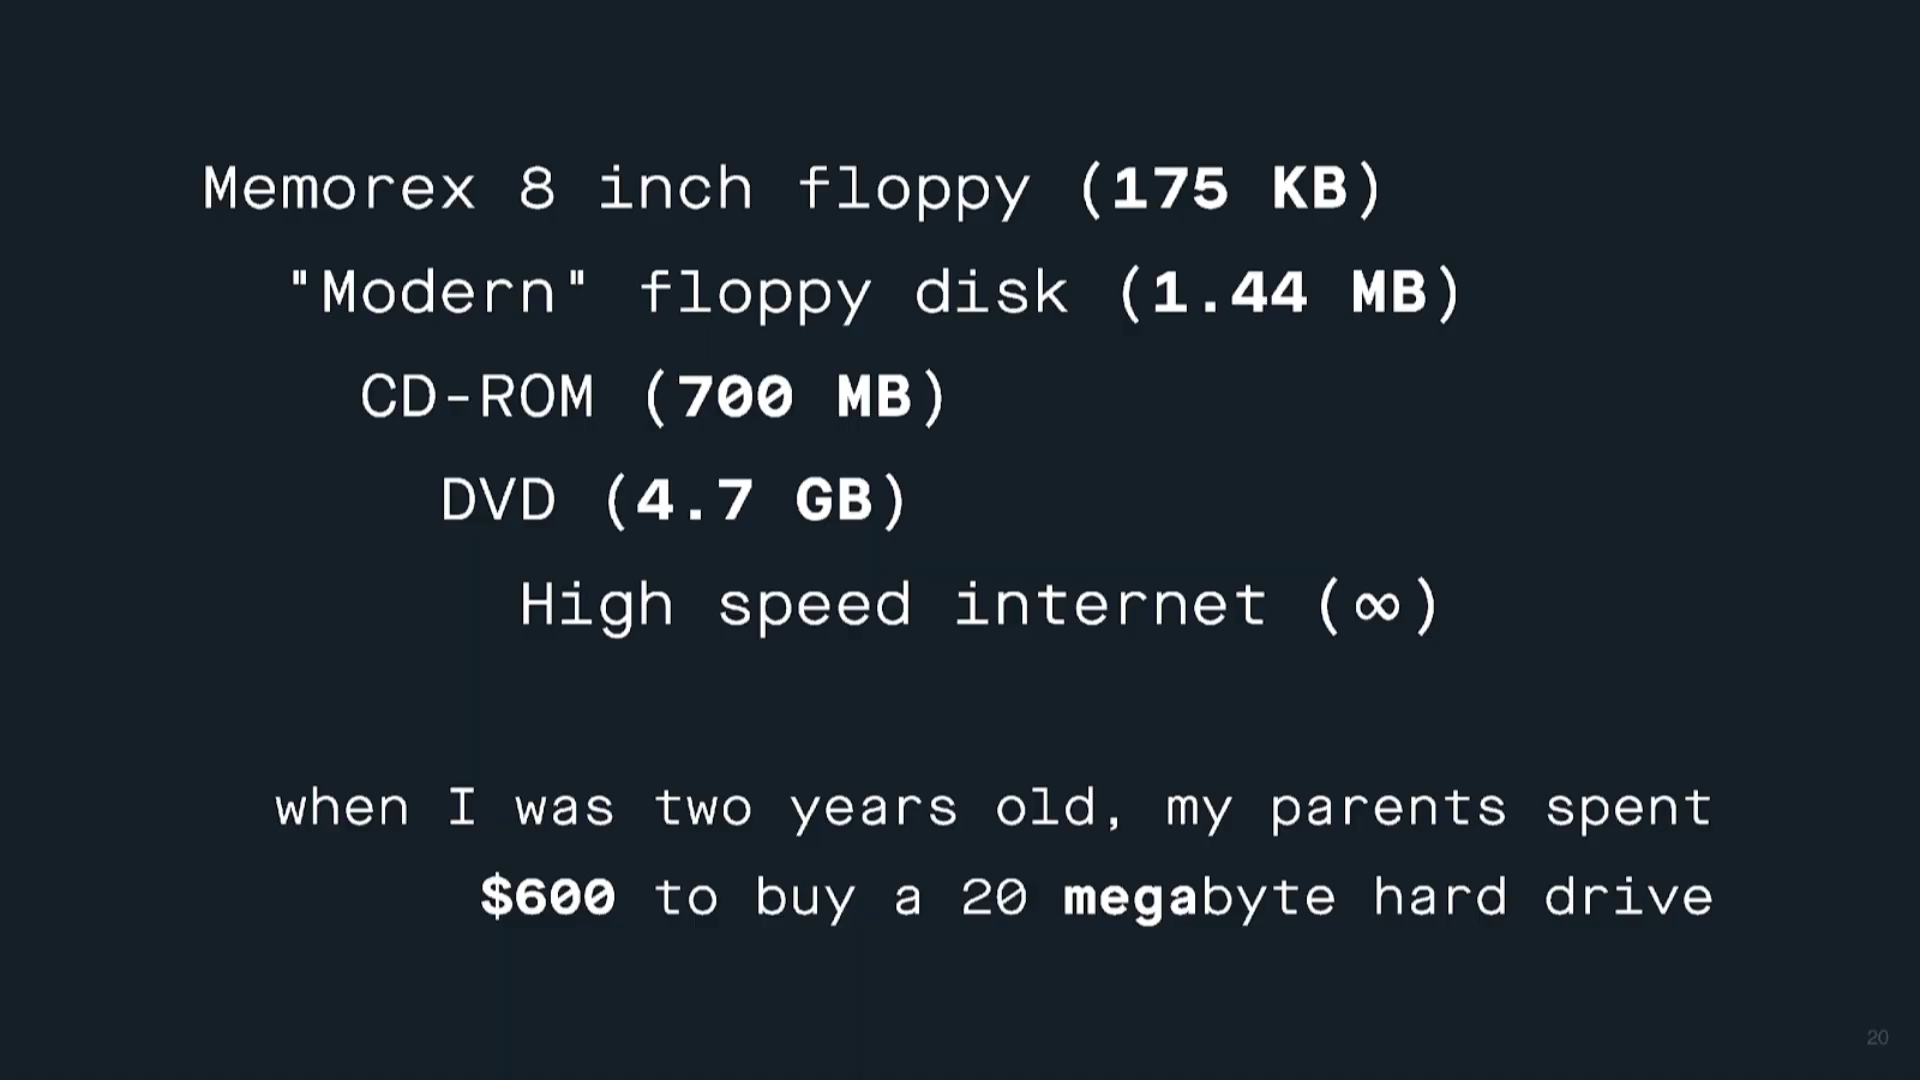 Memorex 8 inch floppy (175 KB)
"Modern" floppy disk (1.44 MB)
CD-ROM (700 MB)
DVD (4.7 GB)
High speed internet (∞)
when I was two years old, my parents spent
$600 to buy a 20 megabyte hard drive
20